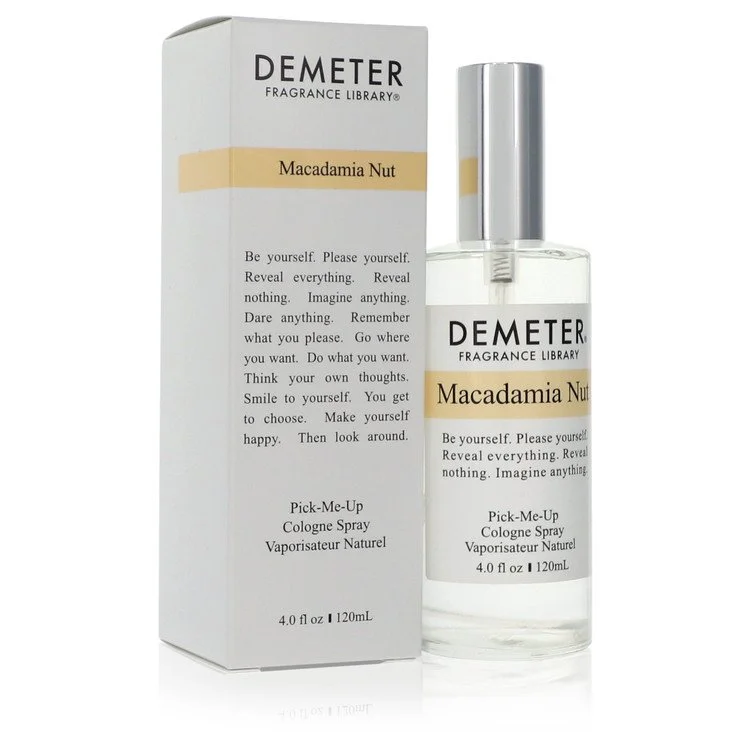 DEMETER
FRAGRANCE LIBRARY®
Macadamia Nut
Be yourself. Please yourself.
Reveal everything. Reveal
nothing. Imagine anything.
Dare anything. Remember
what you please. Go where
you want. Do what you want.
Think your own thoughts.
Smile to yourself. You get
to choose. Make yourself
happy. Then look around.
Pick-Me-Up
Cologne Spray
Vaporisateur Naturel
4.0 fl oz ▮ 120mL
DEMETER®
FRAGRANCE LIBRARY
Macadamia Nut
Be yourself. Please yourself.
Reveal everything. Reveal
nothing. Imagine anything.
Pick-Me-Up
Cologne Spray
Vaporisateur Naturel
4.0 fl oz ▮ 120mL